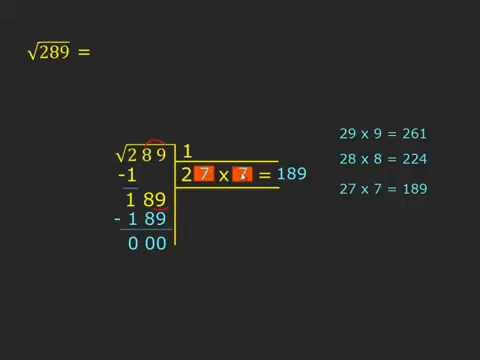 √289 =
√2 8 9 1
-1 2 7 x 7 = 189
1 89
- 1 89
0 00
29 x 9 = 261
28 x 8 = 224
27 x 7 = 189